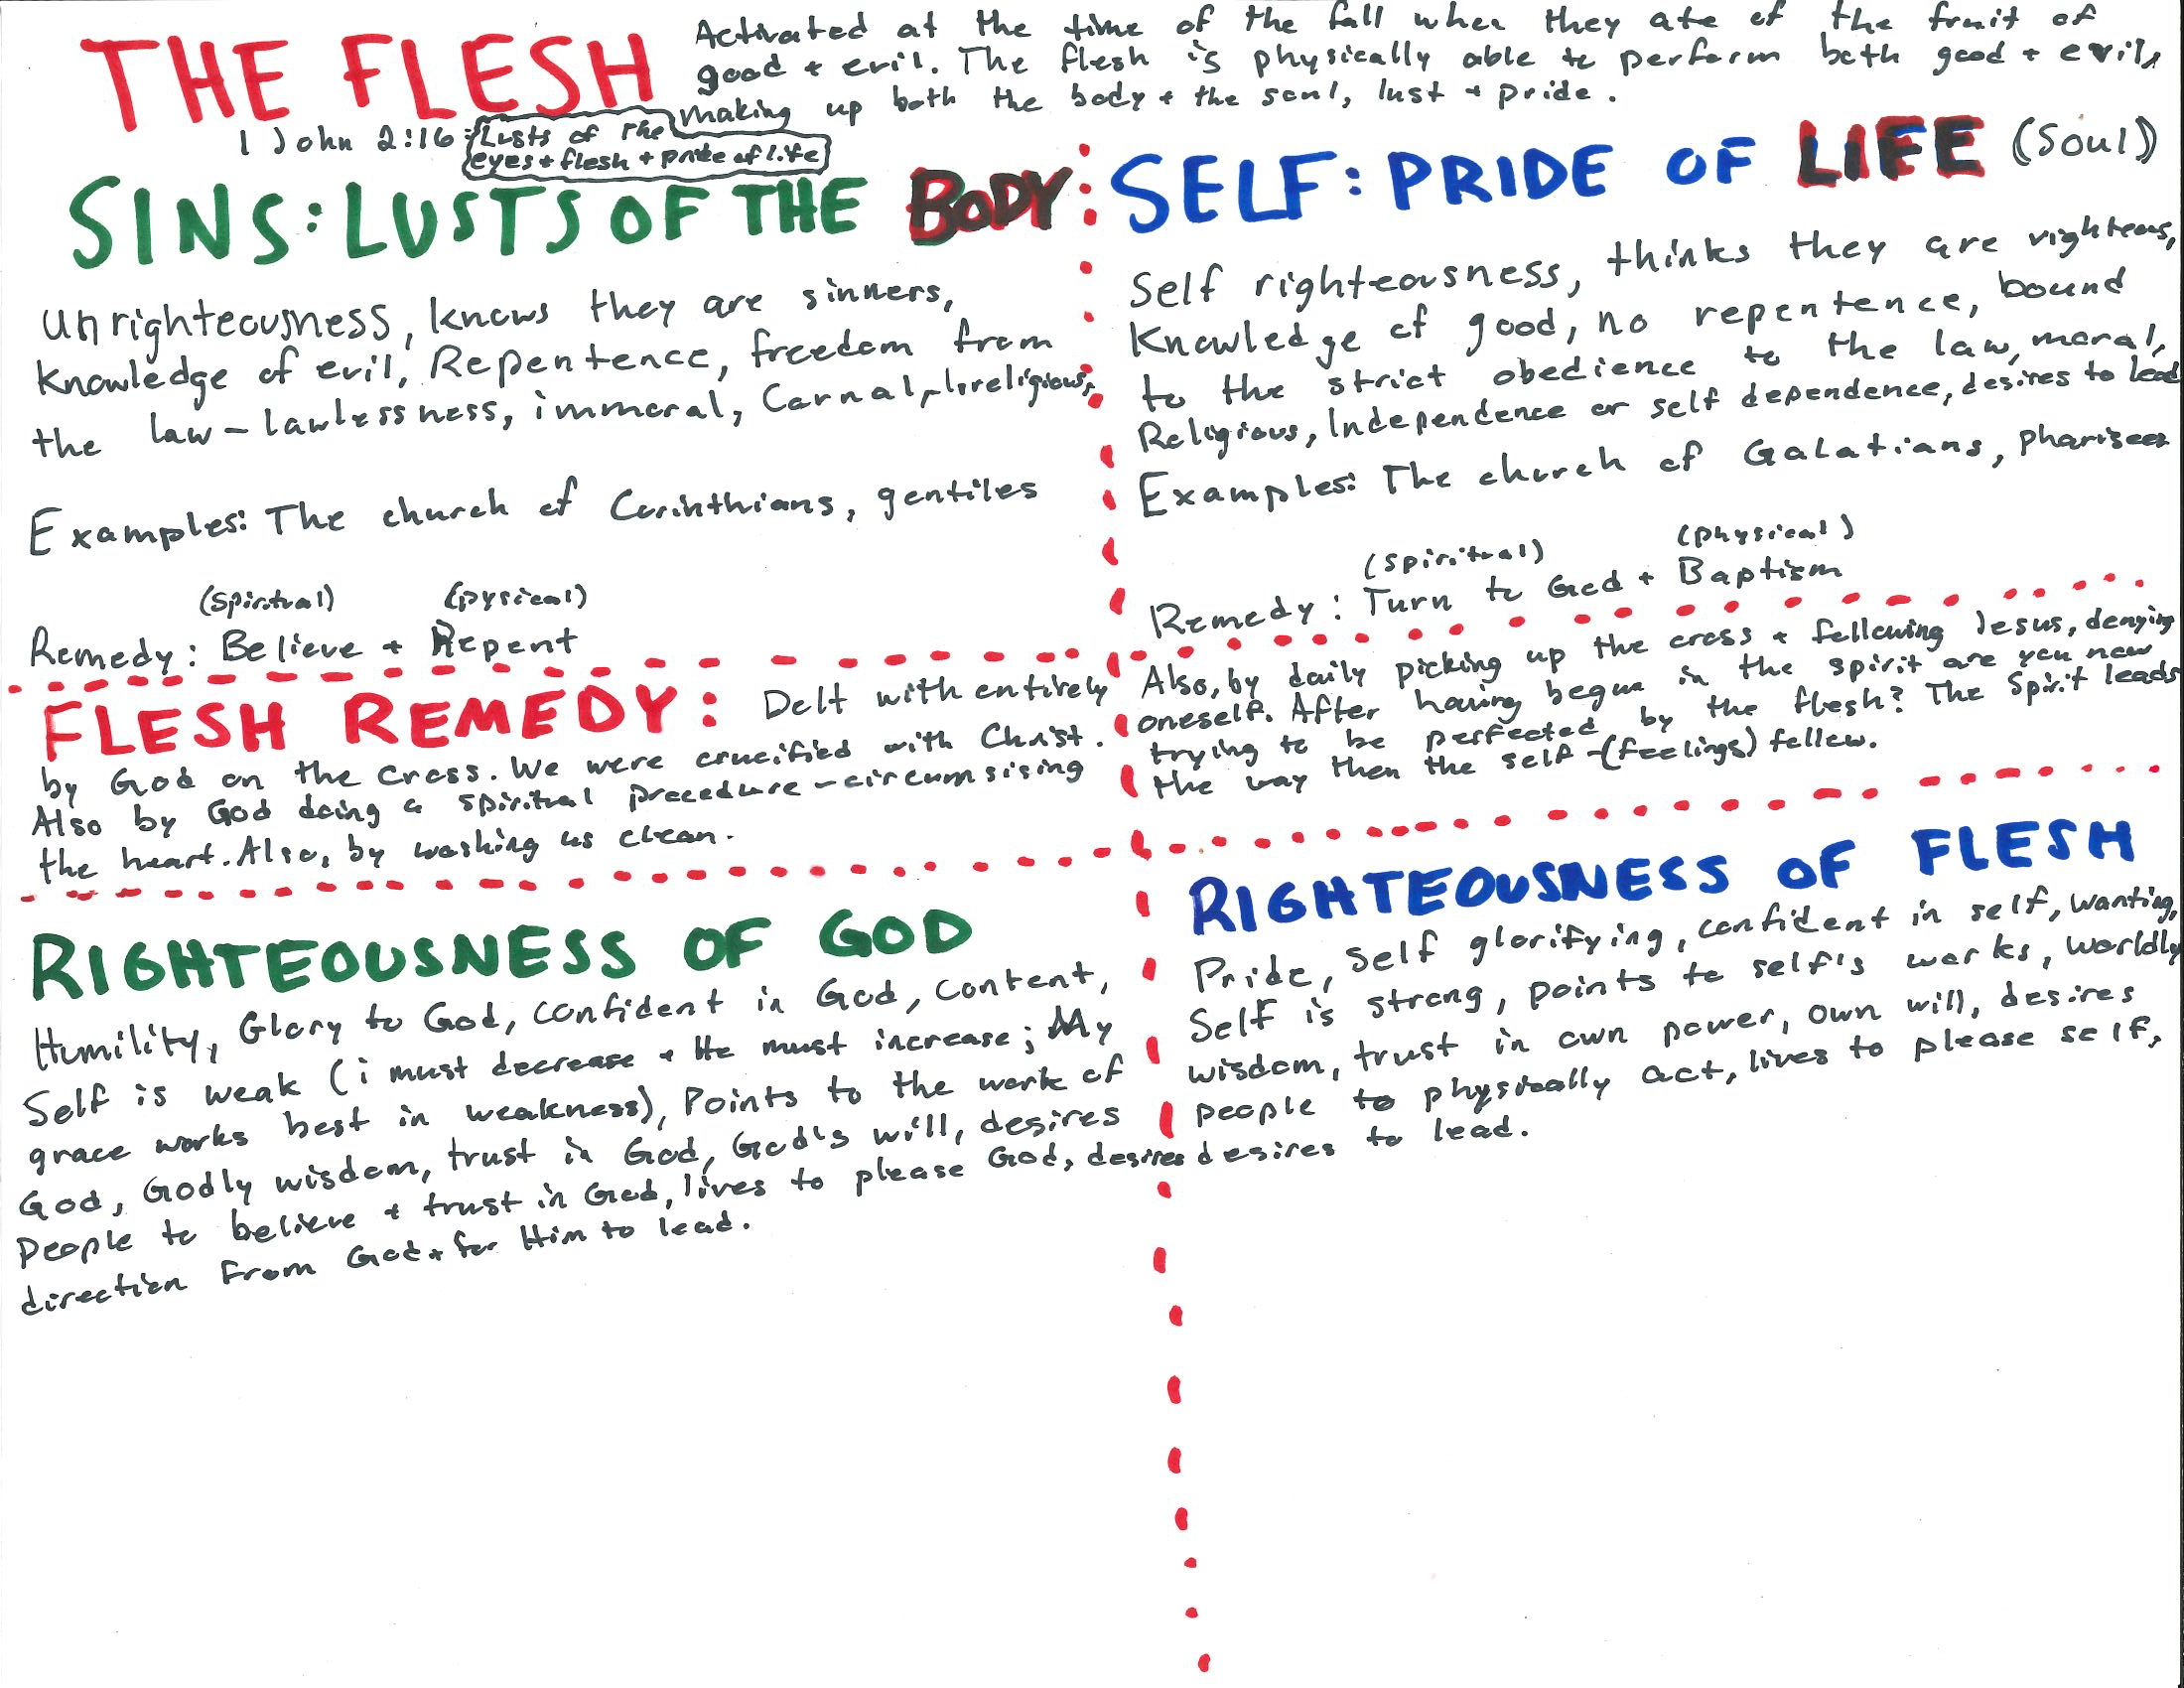 THE FLESH
Activated at the time of the fall when they ate of the fruit of
good + evil. The flesh is physically able to perform both good + evil,
making up both the body + the soul, lust + pride.
1 John 2:16: Lusts of the
eyes + flesh + pride of life
SINS: LUSTS OF THE BODY
unrighteousness, knows they are sinners,
Knowledge of evil, Repentence, freedom from
the law - lawlessness, immoral, Carnal, Irreligious,
Examples: The church of Corinthians, gentiles
(spiritual) (pysical)
Remedy: Believe + Repent
SELF: PRIDE OF LIFE (Soul)
Self righteousness, thinks they are righteous,
Knowledge of good, no repentence, bound
to the strict obedience to the law, moral,
Religious, Independence or self dependence, desires to lead
Examples: The church of Galatians, pharisees
(spiritual) (physical)
Remedy: Turn to God + Baptism
FLESH REMEDY: Delt with entirely
by God on the cross. We were crucified with Christ.
Also by God doing a spiritual procedure - circumsising
the heart. Also, by washing us clean.
Also, by daily picking up the cross + following Jesus, denying
oneself. After having begun in the spirit are you now
trying to be perfected by the flesh? The Spirit leads
the way then the self - (feelings) follow.
RIGHTEOUSNESS OF GOD
Humility, Glory to God, confident in God, content,
Self is weak (i must decrease + He must increase; My
grace works best in weakness), Points to the work of
God, Godly wisdom, trust in God, God's will, desires
people to believe + trust in God, lives to please God, desires
direction from God + for Him to lead.
RIGHTEOUSNESS OF FLESH
Pride, Self glorifying, confident in self, wanting,
Self is strong, points to self's works, worldly
wisdom, trust in own power, own will, desires
people to physically act, lives to please self,
desires to lead.